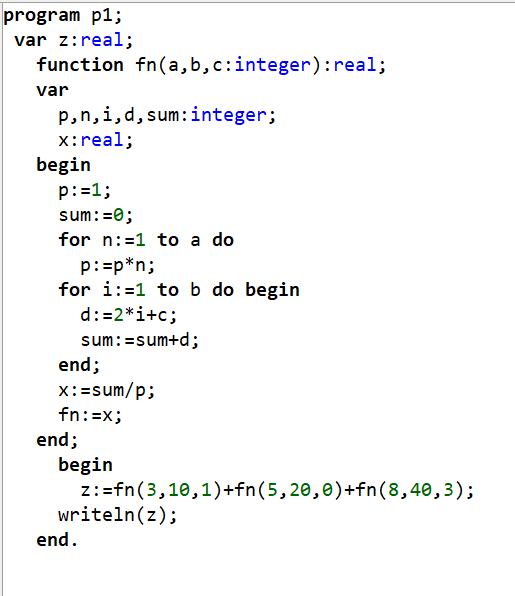 program p1;
var z:real;
function fn(a,b,c:integer):real;
var
p,n,i,d,sum:integer;
x:real;
begin
p:=1;
sum:=0;
for n:=1 to a do
p:=p*n;
for i:=1 to b do begin
d:=2*i+c;
sum:=sum+d;
end;
x:=sum/p;
fn:=x;
end;
begin
z:=fn(3,10,1)+fn(5,20,0)+fn(8,40,3);
writeln(z);
end.